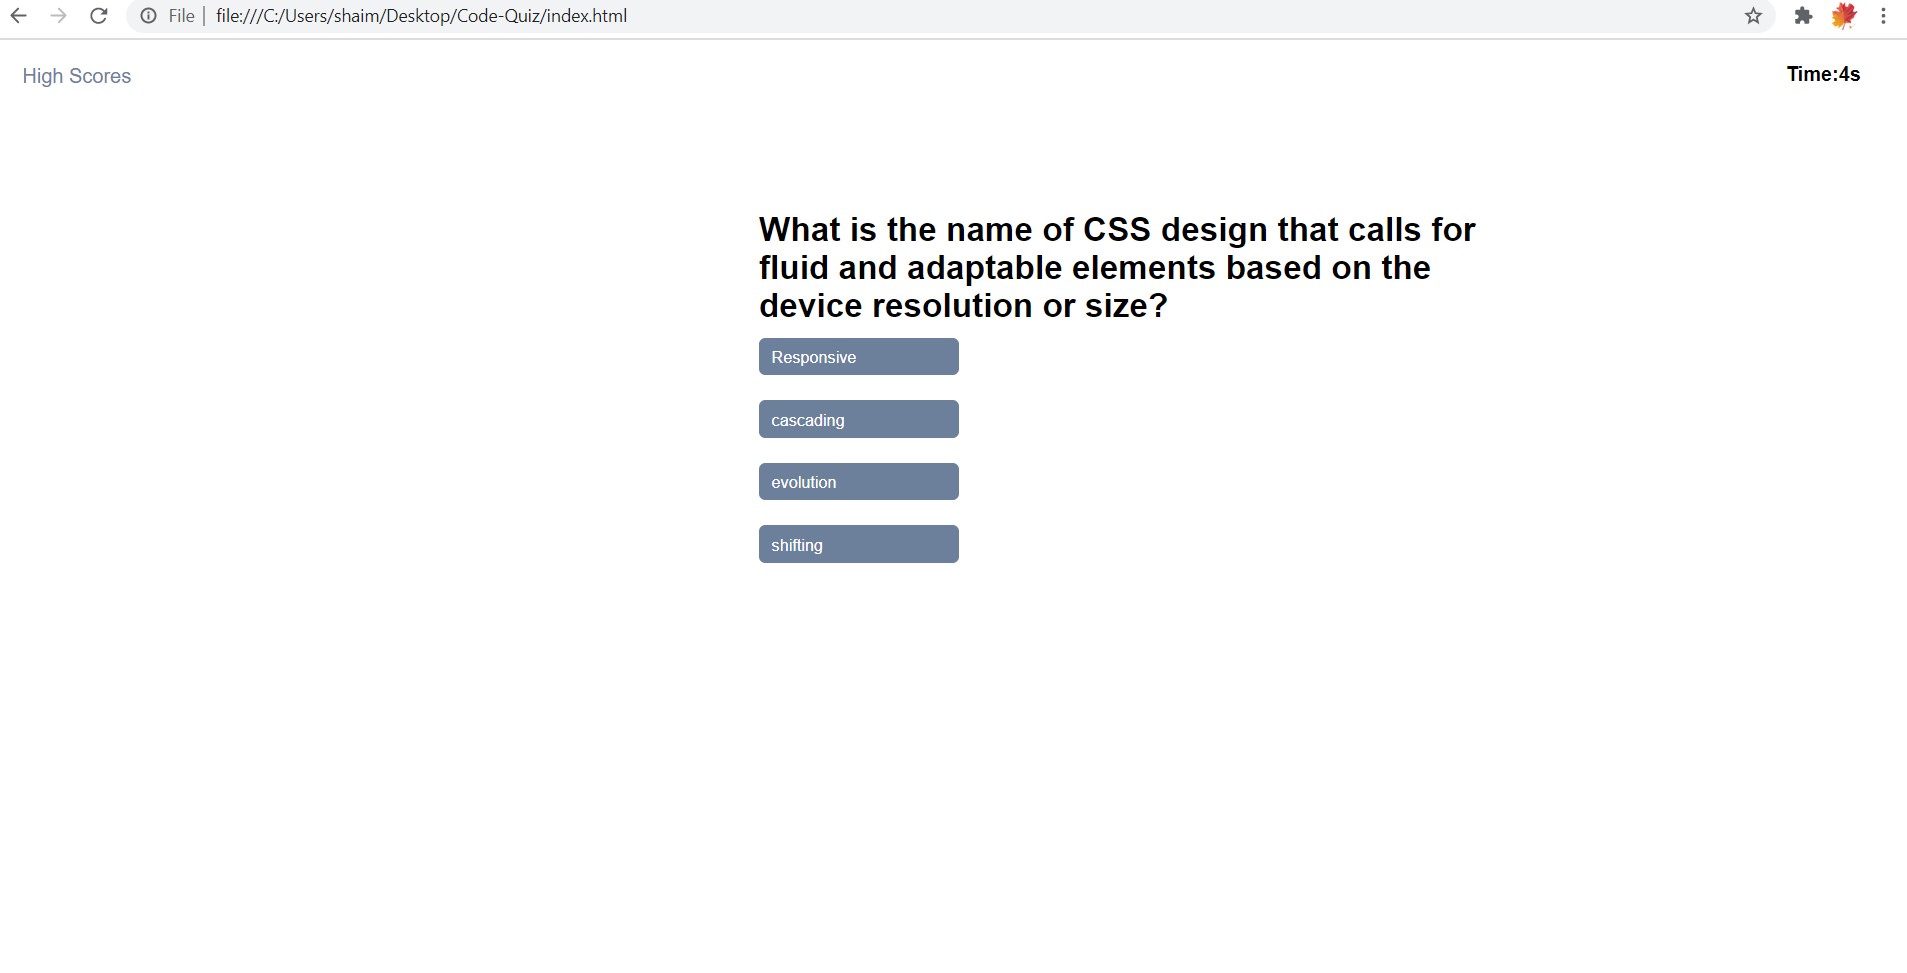 File | file:///C:/Users/shaim/Desktop/Code-Quiz/index.html
High Scores
Time:4s
What is the name of CSS design that calls for
fluid and adaptable elements based on the
device resolution or size?
Responsive
cascading
evolution
shifting